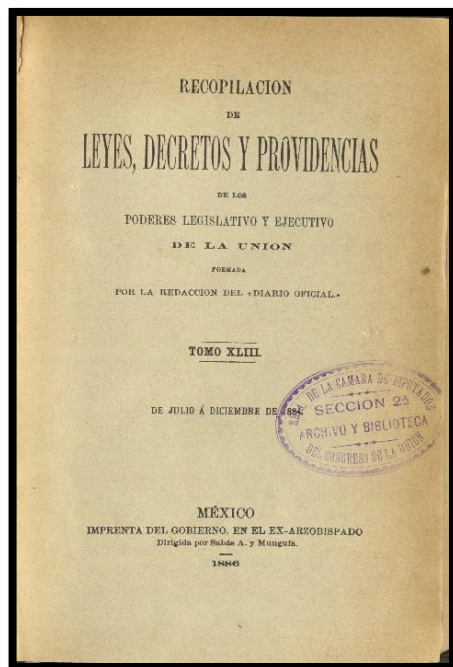 RECOPILACION
DE
LEYES, DECRETOS Y PROVIDENCIAS
DE LOS
PODERES LEGISLATIVO Y EJECUTIVO
DE LA UNION
FORMADA
POR LA REDACCION DEL «DIARIO OFICIAL.»
TOMO XLIII.
DE JULIO Á DICIEMBRE DE 1884.
DE LA CAMARA DE DIPUTADOS
SECCION 2ª
ARCHIVO Y BIBLIOTECA
DEL CONGRESO DE LA UNION
MÉXICO
IMPRENTA DEL GOBIERNO, EN EL EX-ARZOBISPADO
Dirigida por Sabás A. y Munguía.
1886